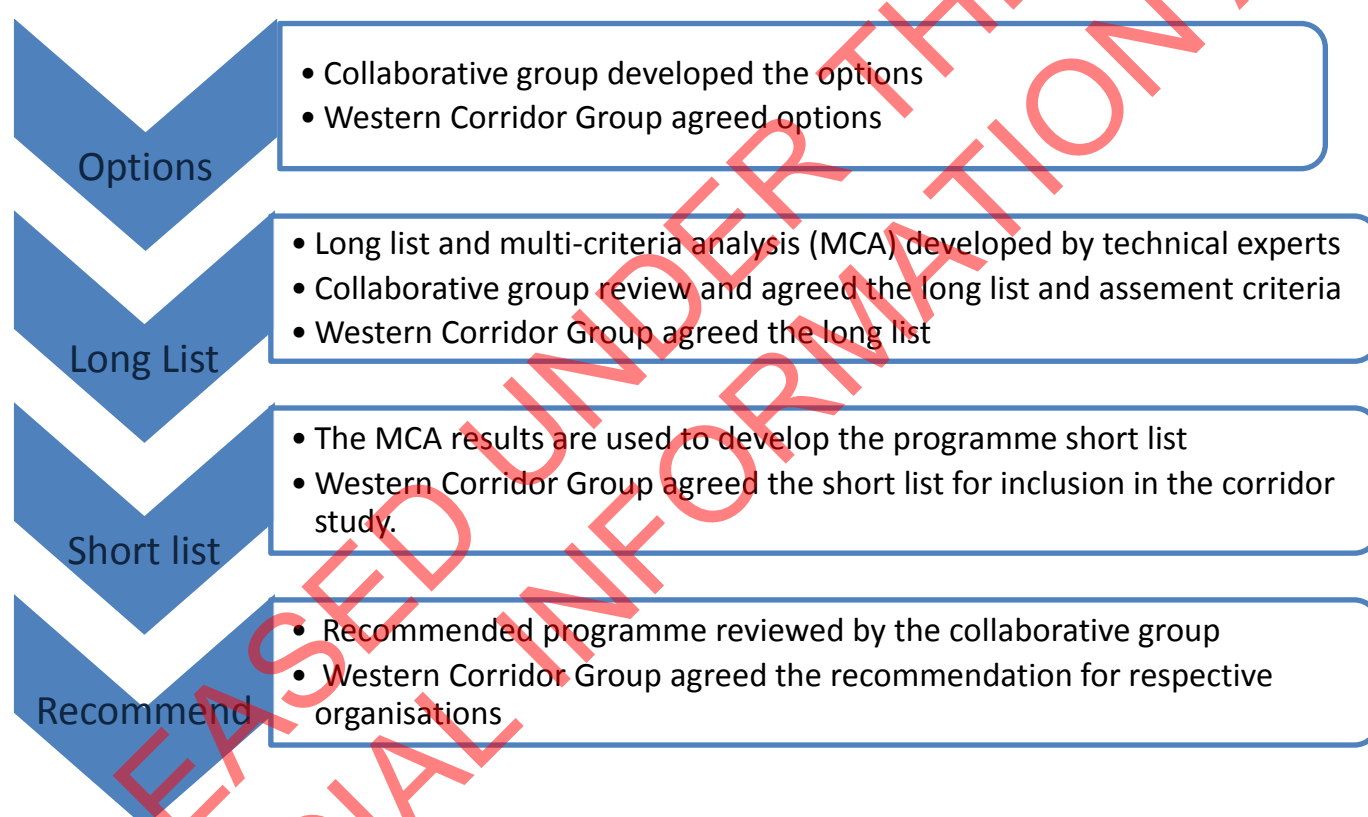 Options
• Collaborative group developed the options
• Western Corridor Group agreed options
Long List
• Long list and multi-criteria analysis (MCA) developed by technical experts
• Collaborative group review and agreed the long list and assement criteria
• Western Corridor Group agreed the long list
Short list
• The MCA results are used to develop the programme short list
• Western Corridor Group agreed the short list for inclusion in the corridor
study.
Recommend
• Recommended programme reviewed by the collaborative group
• Western Corridor Group agreed the recommendation for respective
organisations
EASED UNDER TH
IAL INFORMATION A